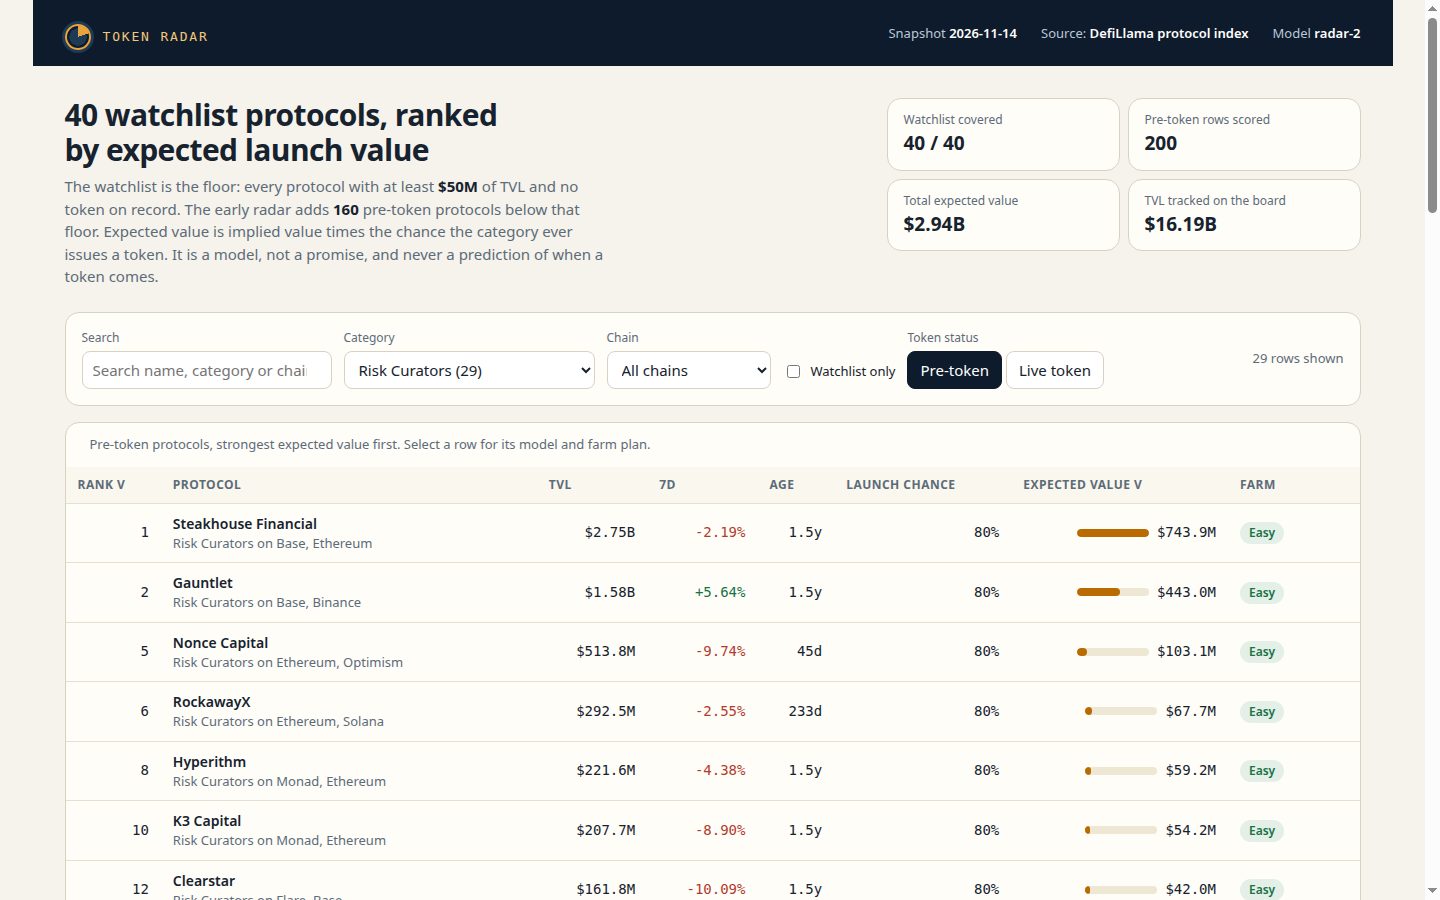 TOKEN RADAR
Snapshot 2026-11-14 Source: DefiLlama protocol index Model radar-2
40 watchlist protocols, ranked
by expected launch value
The watchlist is the floor: every protocol with at least $50M of TVL and no
token on record. The early radar adds 160 pre-token protocols below that
floor. Expected value is implied value times the chance the category ever
issues a token. It is a model, not a promise, and never a prediction of when a
token comes.
Watchlist covered
40 / 40
Pre-token rows scored
200
Total expected value
$2.94B
TVL tracked on the board
$16.19B
Search
Search name, category or chai
Category
Risk Curators (29)
Chain
All chains
Watchlist only
Token status
Pre-token
Live token
29 rows shown
Pre-token protocols, strongest expected value first. Select a row for its model and farm plan.
RANK V PROTOCOL TVL 7D AGE LAUNCH CHANCE EXPECTED VALUE V FARM
1 Steakhouse Financial $2.75B -2.19% 1.5y 80% $743.9M Easy
Risk Curators on Base, Ethereum
2 Gauntlet $1.58B +5.64% 1.5y 80% $443.0M Easy
Risk Curators on Base, Binance
5 Nonce Capital $513.8M -9.74% 45d 80% $103.1M Easy
Risk Curators on Ethereum, Optimism
6 RockawayX $292.5M -2.55% 233d 80% $67.7M Easy
Risk Curators on Ethereum, Solana
8 Hyperithm $221.6M -4.38% 1.5y 80% $59.2M Easy
Risk Curators on Monad, Ethereum
10 K3 Capital $207.7M -8.90% 1.5y 80% $54.2M Easy
Risk Curators on Monad, Ethereum
12 Clearstar $161.8M -10.09% 1.5y 80% $42.0M Easy
Risk Curators on Flare, Base